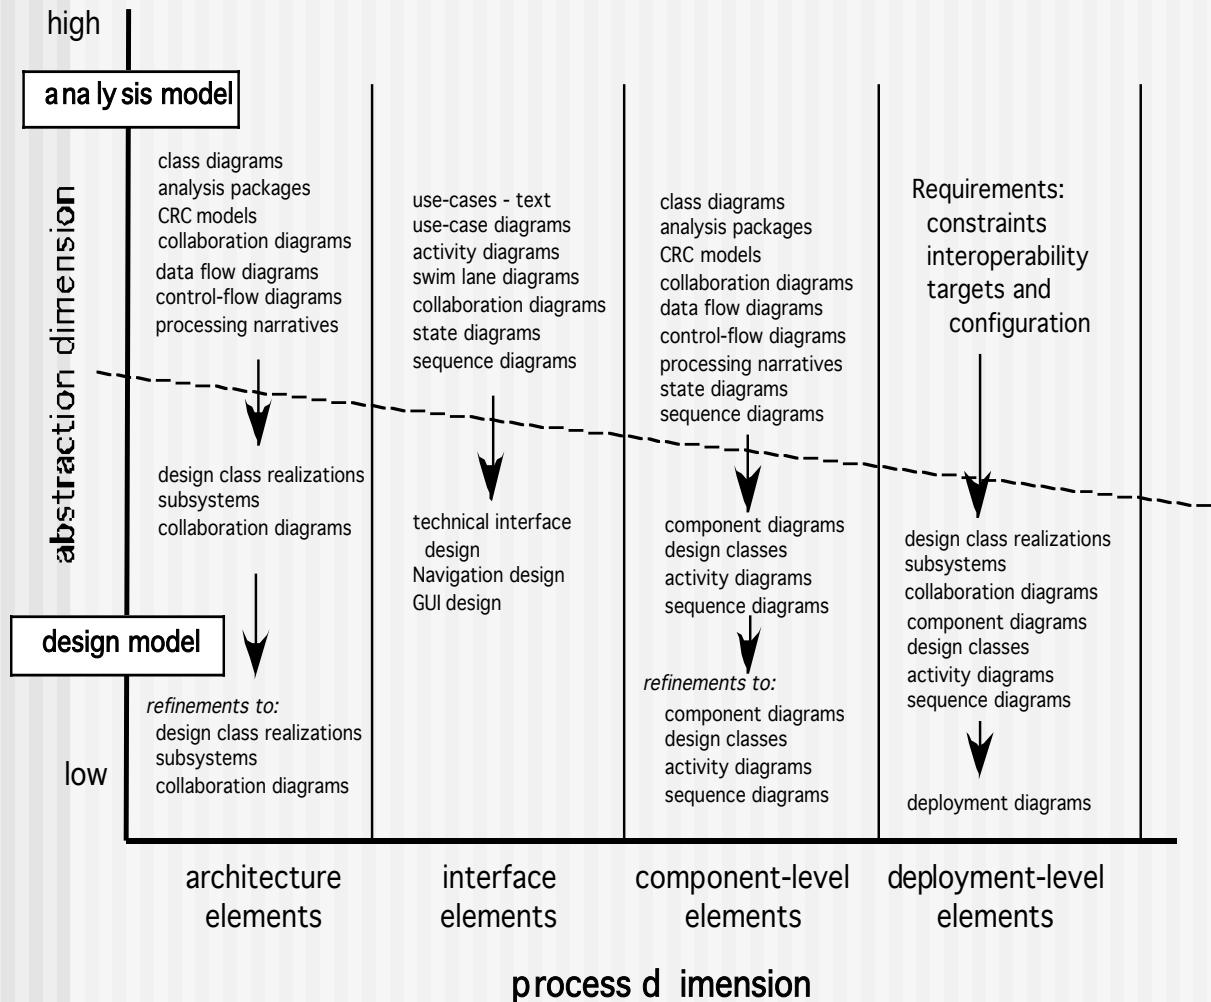 high
analysis model
abstraction dimension
class diagrams
analysis packages
CRC models
collaboration diagrams
data flow diagrams
control-flow diagrams
processing narratives
design class realizations
subsystems
collaboration diagrams
design model
refinements to:
design class realizations
subsystems
collaboration diagrams
low
use-cases - text
use-case diagrams
activity diagrams
swim lane diagrams
collaboration diagrams
state diagrams
sequence diagrams
technical interface
design
Navigation design
GUI design
class diagrams
analysis packages
CRC models
collaboration diagrams
data flow diagrams
control-flow diagrams
processing narratives
state diagrams
sequence diagrams
component diagrams
design classes
activity diagrams
sequence diagrams
refinements to:
component diagrams
design classes
activity diagrams
sequence diagrams
Requirements:
constraints
interoperability
targets and
configuration
design class realizations
subsystems
collaboration diagrams
component diagrams
design classes
activity diagrams
sequence diagrams
deployment diagrams
architecture
elements
interface
elements
component-level
elements
deployment-level
elements
process d imension